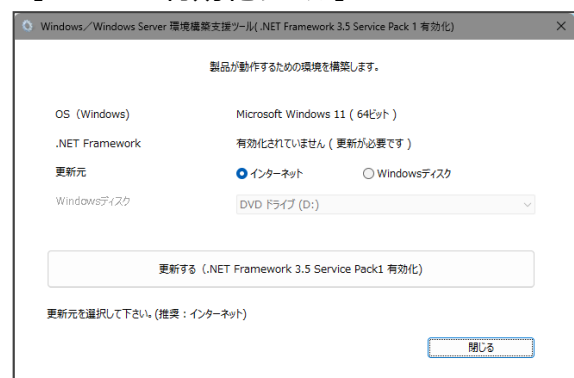 Windows／Windows Server 環境構築支援ツール( .NET Framework 3.5 Service Pack 1 有効化)
製品が動作するための環境を構築します。
OS（Windows） Microsoft Windows 11 ( 64ビット )
.NET Framework 有効化されていません ( 更新が必要です )
更新元 インターネット Windowsディスク
Windowsディスク DVD ドライブ (D:)
更新する（.NET Framework 3.5 Service Pack1 有効化)
更新元を選択して下さい。(推奨：インターネット)
閉じる